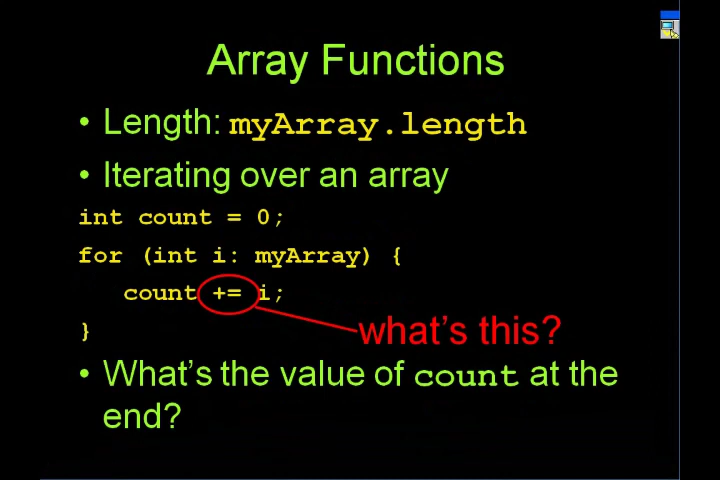 Array Functions
• Length: myArray.length
• Iterating over an array
int count = 0;
for (int i: myArray) {
count += i;
}
what's this?
• What's the value of count at the
end?